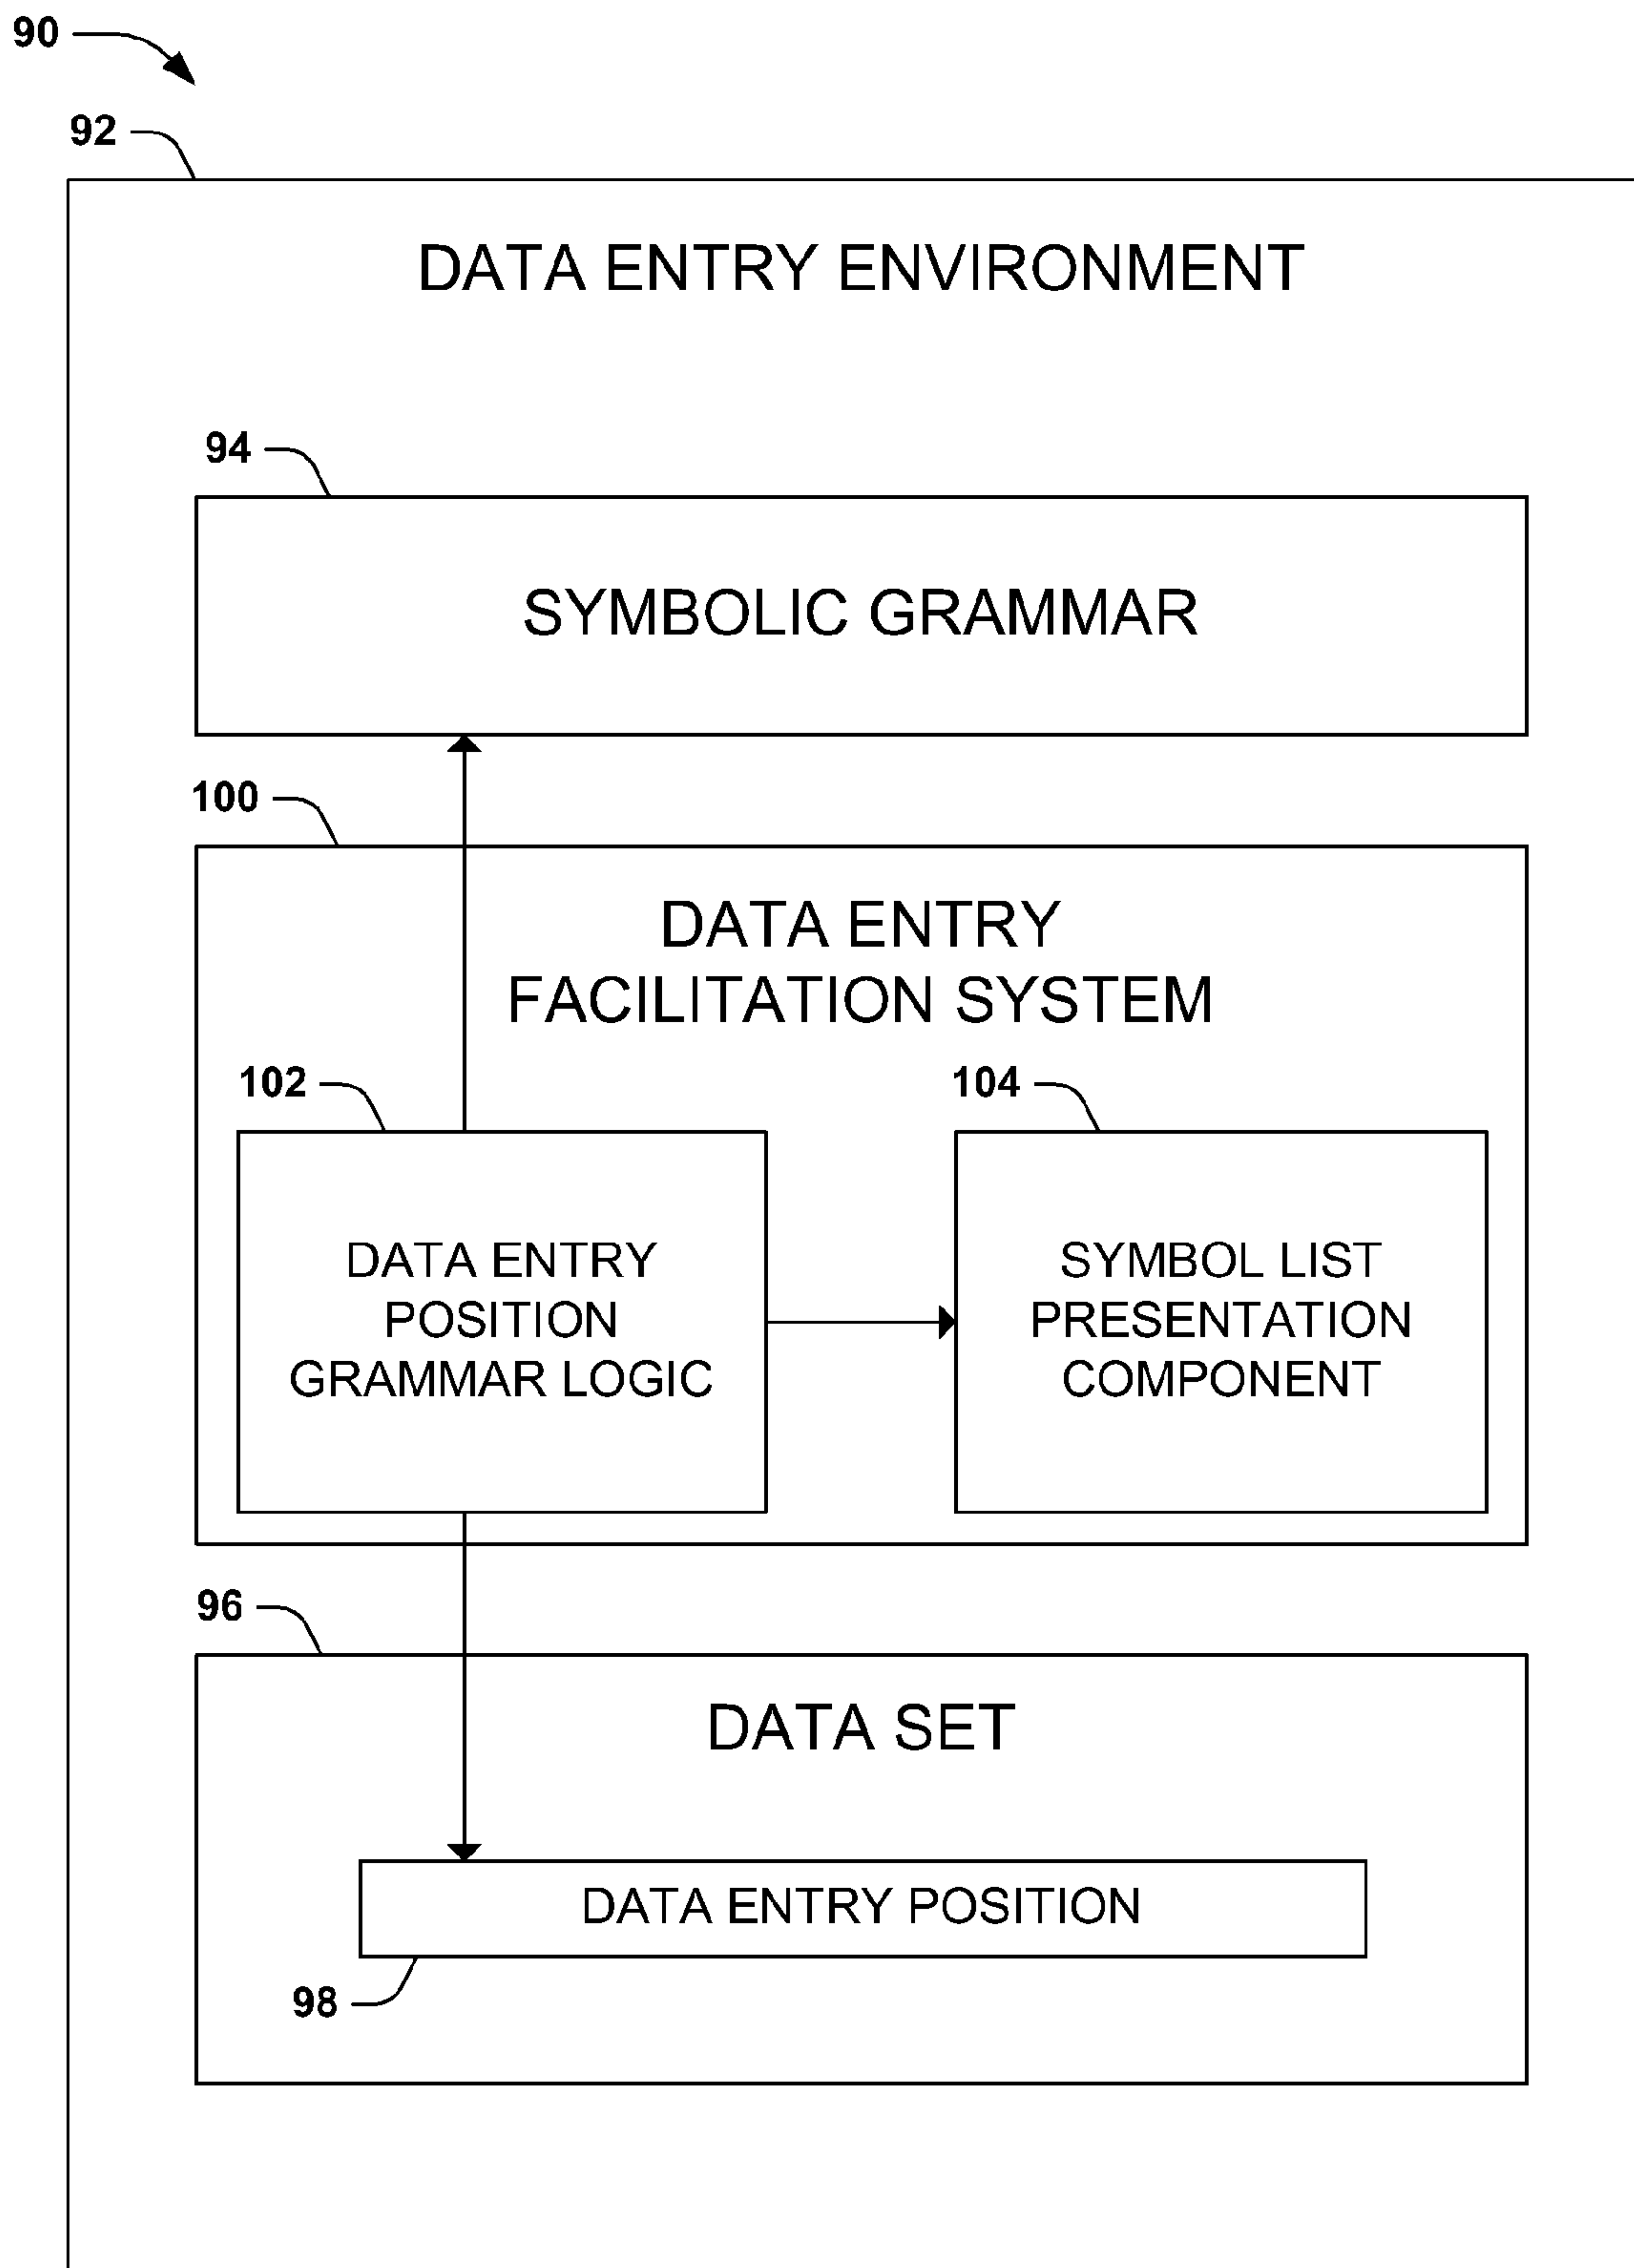 90
92
DATA ENTRY ENVIRONMENT
94
SYMBOLIC GRAMMAR
100
DATA ENTRY
FACILITATION SYSTEM
102
104
DATA ENTRY
POSITION
GRAMMAR LOGIC
SYMBOL LIST
PRESENTATION
COMPONENT
96
DATA SET
DATA ENTRY POSITION
98